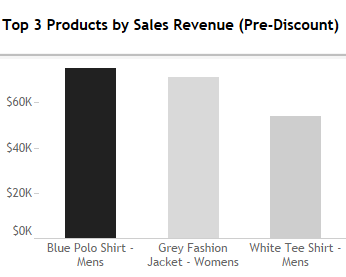 Top 3 Products by Sales Revenue (Pre-Discount)
$60K
$40K
$20K
$0K
Blue Polo Shirt -
Mens
Grey Fashion
Jacket - Womens
White Tee Shirt -
Mens